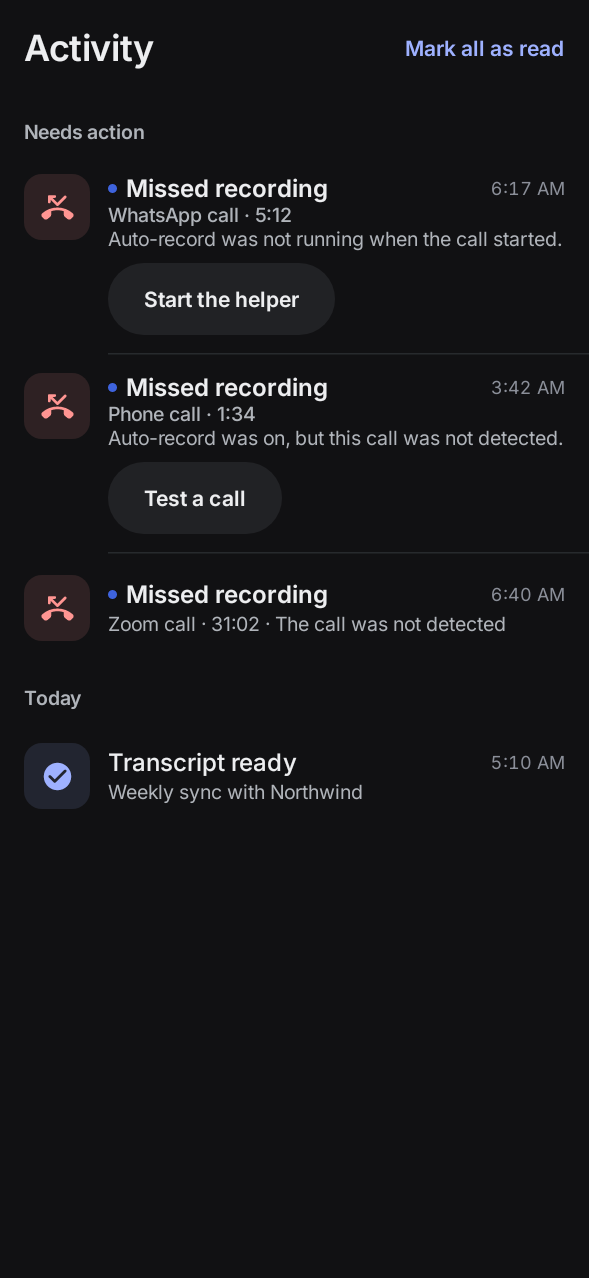 Activity
Mark all as read
Needs action
Missed recording
6:17 AM
WhatsApp call · 5:12
Auto-record was not running when the call started.
Start the helper
Missed recording
3:42 AM
Phone call · 1:34
Auto-record was on, but this call was not detected.
Test a call
Missed recording
6:40 AM
Zoom call · 31:02 · The call was not detected
Today
Transcript ready
5:10 AM
Weekly sync with Northwind